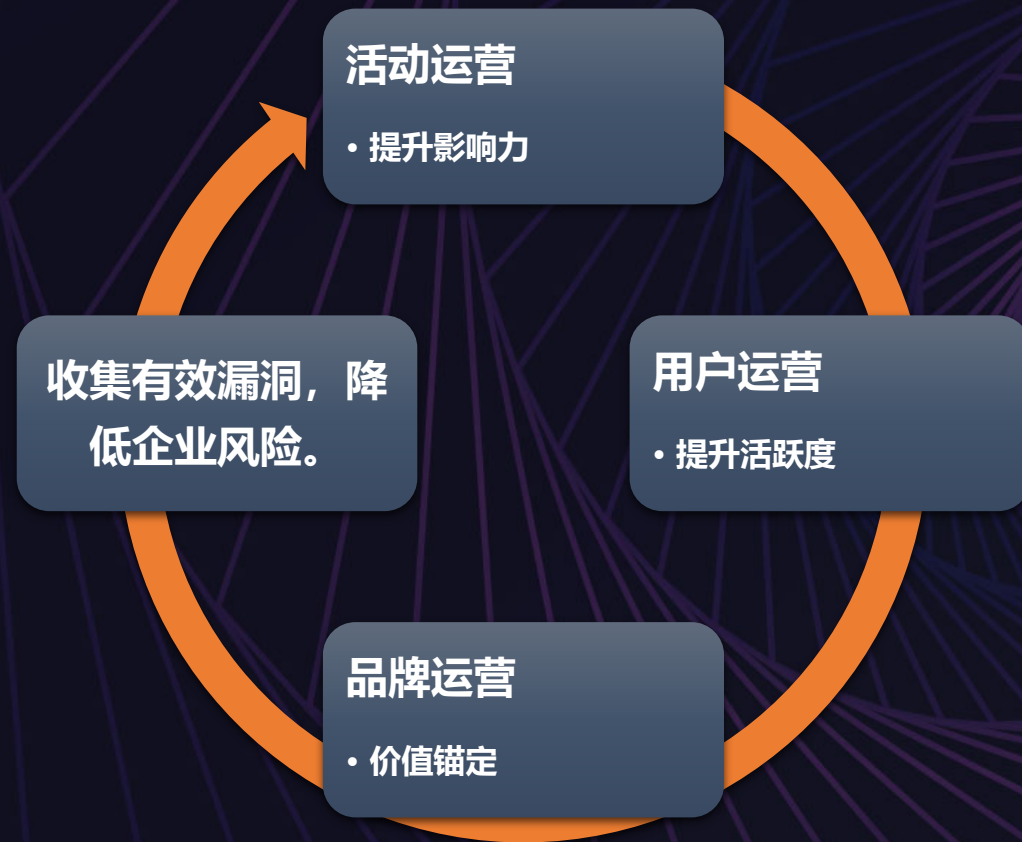 活动运营
• 提升影响力
收集有效漏洞，降
低企业风险。
用户运营
• 提升活跃度
品牌运营
• 价值锚定